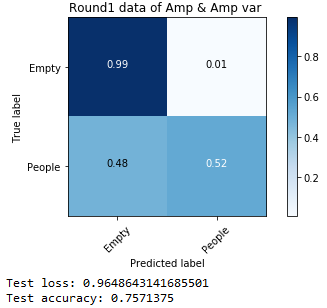 Round1 data of Amp & Amp var
Empty
People
True label
0.99
0.01
0.48
0.52
Empty
People
Predicted label
0.8
0.6
0.4
0.2
Test loss: 0.9648643141685501
Test accuracy: 0.7571375